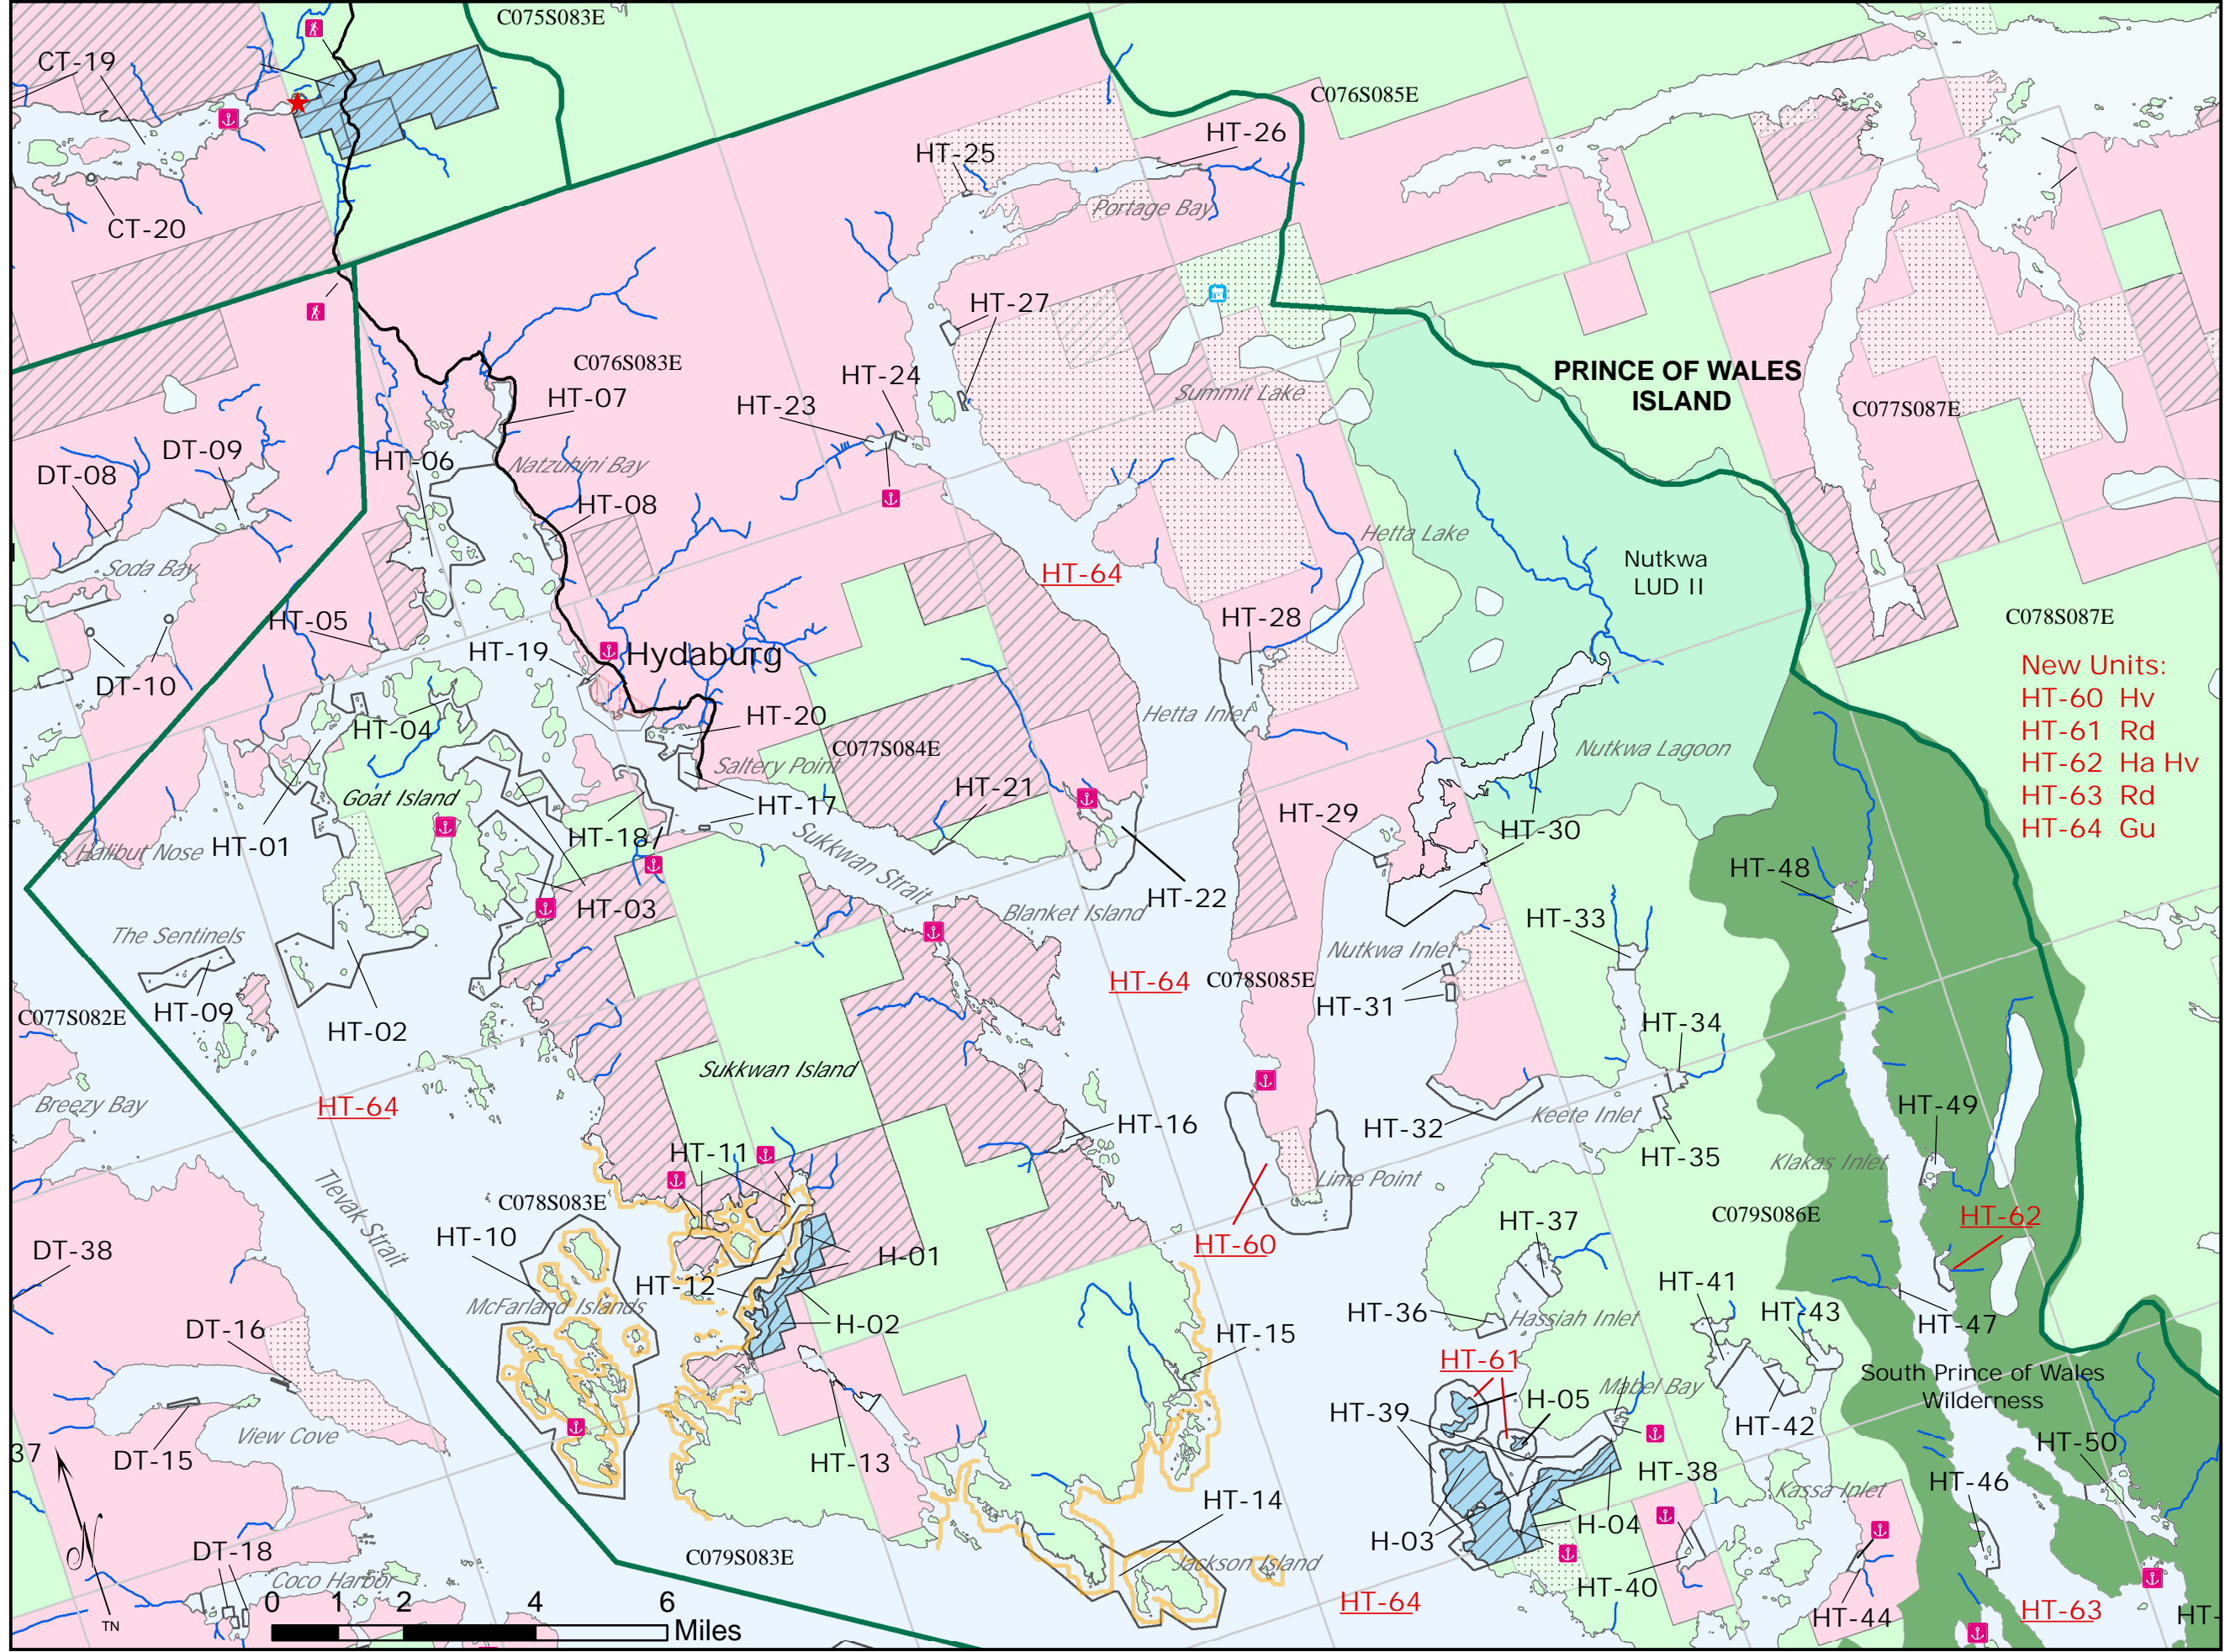 C075S083E
CT-19
C076S085E
HT-26
HT-25
CT-20
Portage Bay
HT-27
C076S083E
HT-24
HT-07
HT-23
Summit Lake
PRINCE OF WALES
ISLAND
C077S087E
DT-09
DT-08
HT-06
Natzuhini Bay
HT-08
Hetta Lake
Soda Bay
HT-64
Nutkwa
LUD II
HT-05
HT-28
C078S087E
HT-19
Hydaburg
DT-10
New Units:
HT-60 Hv
HT-61 Rd
HT-62 Ha Hv
HT-63 Rd
HT-64 Gu
HT-04
HT-20
Hetta Inlet
C077S084E
Nutkwa Lagoon
Saltery Point
Goat Island
HT-17
HT-21
HT-29
HT-30
HT-18
HT-01
Halibut Nose
Sukkwan Strait
HT-48
HT-22
HT-03
Blanket Island
HT-33
The Sentinels
Nutkwa Inlet
HT-64
C078S085E
HT-31
HT-09
C077S082E
HT-02
HT-34
Sukkwan Island
Breezy Bay
HT-64
HT-49
Keete Inlet
HT-32
HT-16
HT-11
HT-35
Klakas Inlet
Lime Point
Tlevak Strait
C078S083E
C079S086E
HT-62
HT-37
HT-10
DT-38
H-01
HT-60
HT-12
HT-41
HT-43
McFarland Islands
HT-36
Hassiah Inlet
H-02
HT-47
DT-16
HT-15
HT-61
South Prince of Wales
Wilderness
Mabel Bay
H-05
HT-39
HT-42
View Cove
37
DT-15
HT-13
HT-50
HT-38
HT-46
Kassa Inlet
HT-14
H-04
H-03
DT-18
C079S083E
Jackson Island
Coco Harbor
HT-40
HT-64
HT-44
HT-63
HT-
N
TN
0 1 2 4 6
Miles